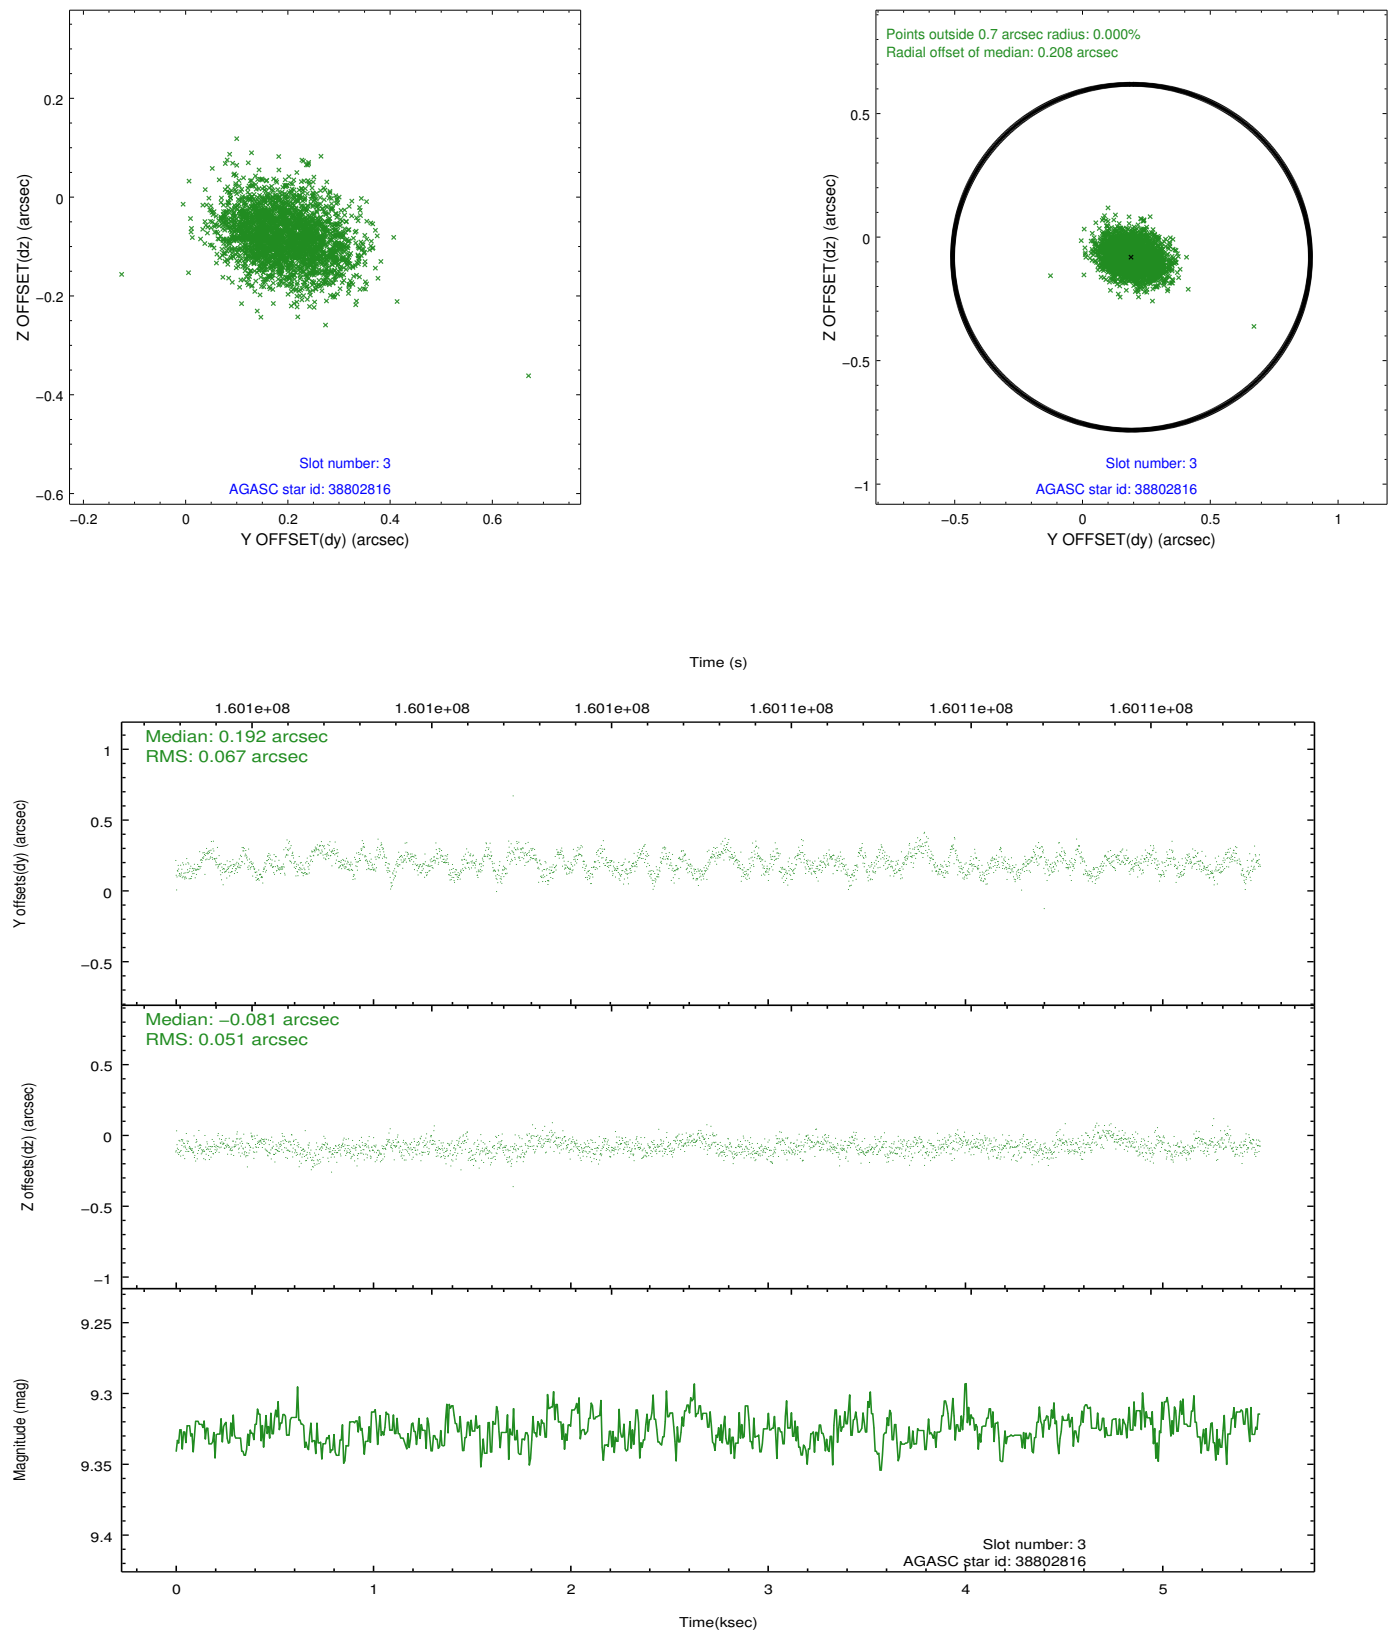 0.2
0
−0.2
−0.4
−0.6
−0.2
0
0.2
0.4
0.6
Z OFFSET(dz) (arcsec)
Y OFFSET(dy) (arcsec)
Slot number: 3
AGASC star id: 38802816
Points outside 0.7 arcsec radius: 0.000%
Radial offset of median: 0.208 arcsec
0.5
0
−0.5
−1
−0.5
0
0.5
1
Z OFFSET(dz) (arcsec)
Y OFFSET(dy) (arcsec)
Slot number: 3
AGASC star id: 38802816
Time (s)
1.601e+08
1.601e+08
1.601e+08
1.6011e+08
1.6011e+08
1.6011e+08
Median: 0.192 arcsec
RMS: 0.067 arcsec
1
0.5
0
−0.5
Y offsets(dy) (arcsec)
Median: −0.081 arcsec
RMS: 0.051 arcsec
0.5
0
−0.5
−1
Z offsets(dz) (arcsec)
9.25
9.3
9.35
9.4
Magnitude (mag)
Slot number: 3
AGASC star id: 38802816
0
1
2
3
4
5
Time(ksec)